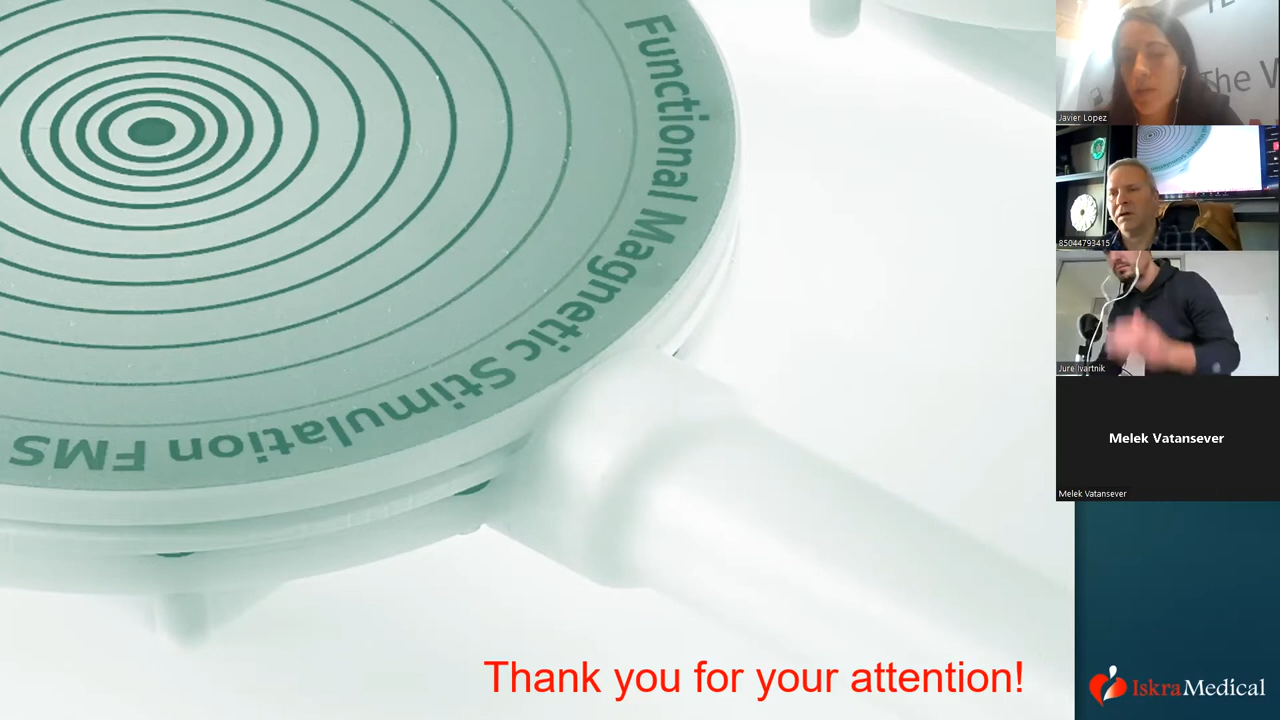 Functional Magnetic Stimulation FMS
Thank you for your attention!
The
Javier Lopez
85044793415
Jure Ivartnik
Melek Vatansever
Melek Vatansever
IskraMedical